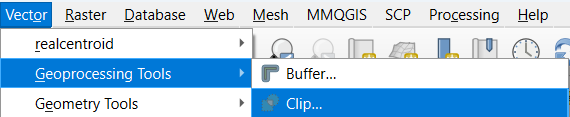 Vector Raster Database Web Mesh MMQGIS SCP Processing Help
realcentroid
Geoprocessing Tools Buffer...
Geometry Tools Clip...